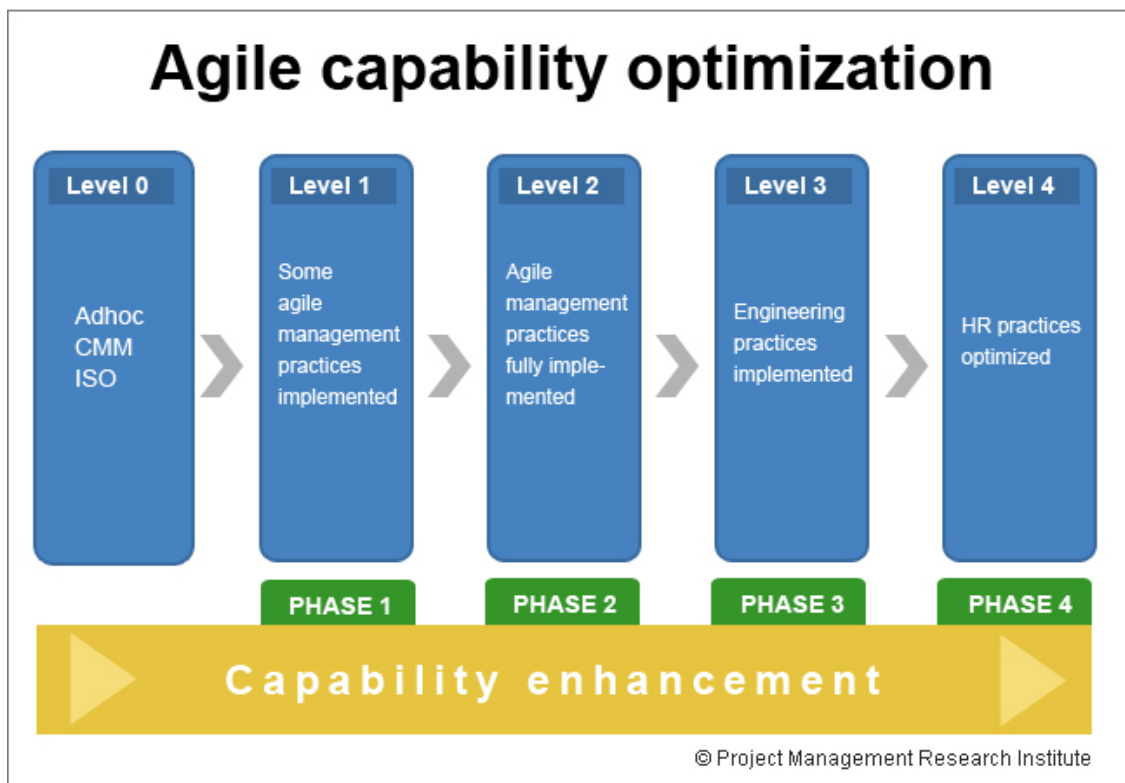 Agile capability optimization
Level 0
Adhoc
CMM
ISO
Level 1
Some
agile
management
practices
implemented
Level 2
Agile
management
practices
fully imple-
mented
Level 3
Engineering
practices
implemented
Level 4
HR practices
optimized
PHASE 1
PHASE 2
PHASE 3
PHASE 4
Capability enhancement
© Project Management Research Institute